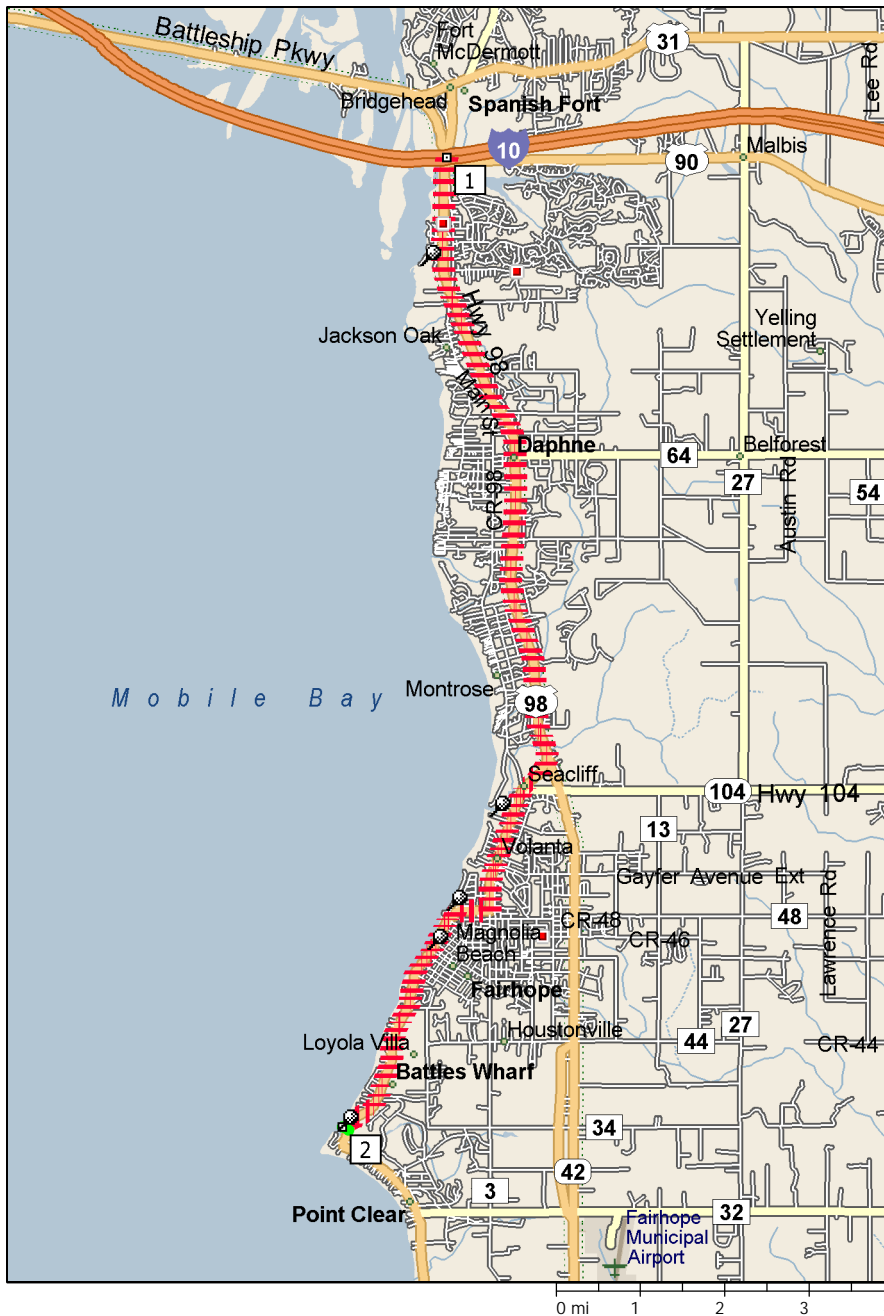 Battleship Pkwy
Fort
McDermott
31
Lee Rd
Bridgehead
Spanish Fort
10
90
Malbis
1
Hwy 98
Jackson Oak
Main St
Yelling
Settlement
Daphne
64
Belforest
27
54
CR-98
Austin Rd
Mobile Bay
Montrose
98
Seacliff
104
Hwy 104
13
Volanta
Gayfer Avenue Ext
CR-48
48
Lawrence Rd
Magnolia
Beach
CR-46
Fairhope
27
Houstonville
44
CR-44
Loyola Villa
Battles Wharf
34
2
42
3
Point Clear
32
Fairhope
Municipal
Airport
0 mi 1 2 3